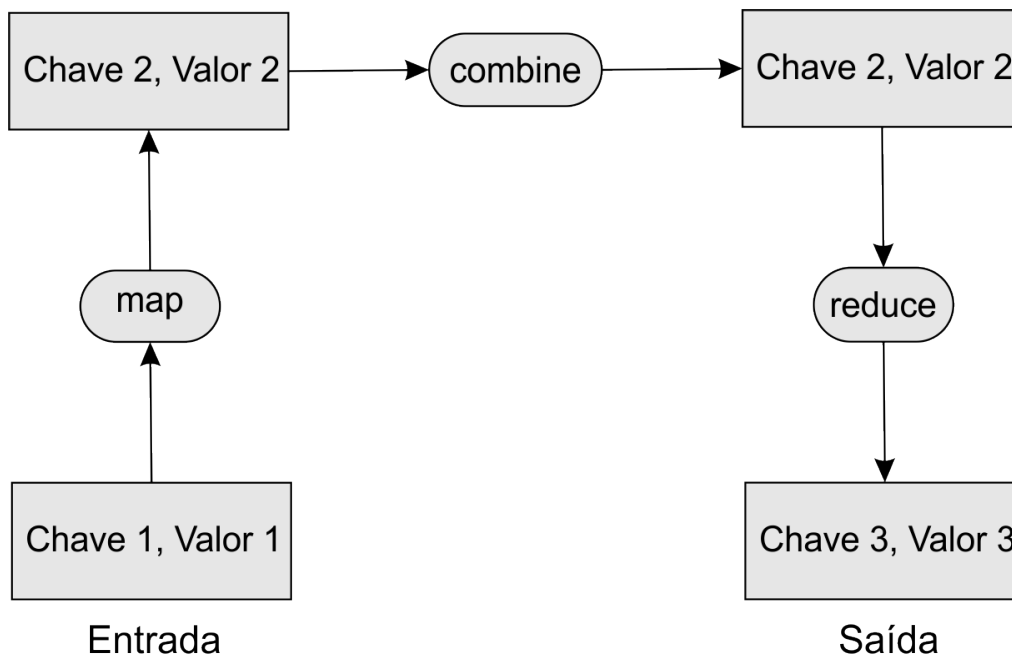 Chave 2, Valor 2
combine
Chave 2, Valor 2
map
reduce
Chave 1, Valor 1
Chave 3, Valor 3
Entrada
Saída